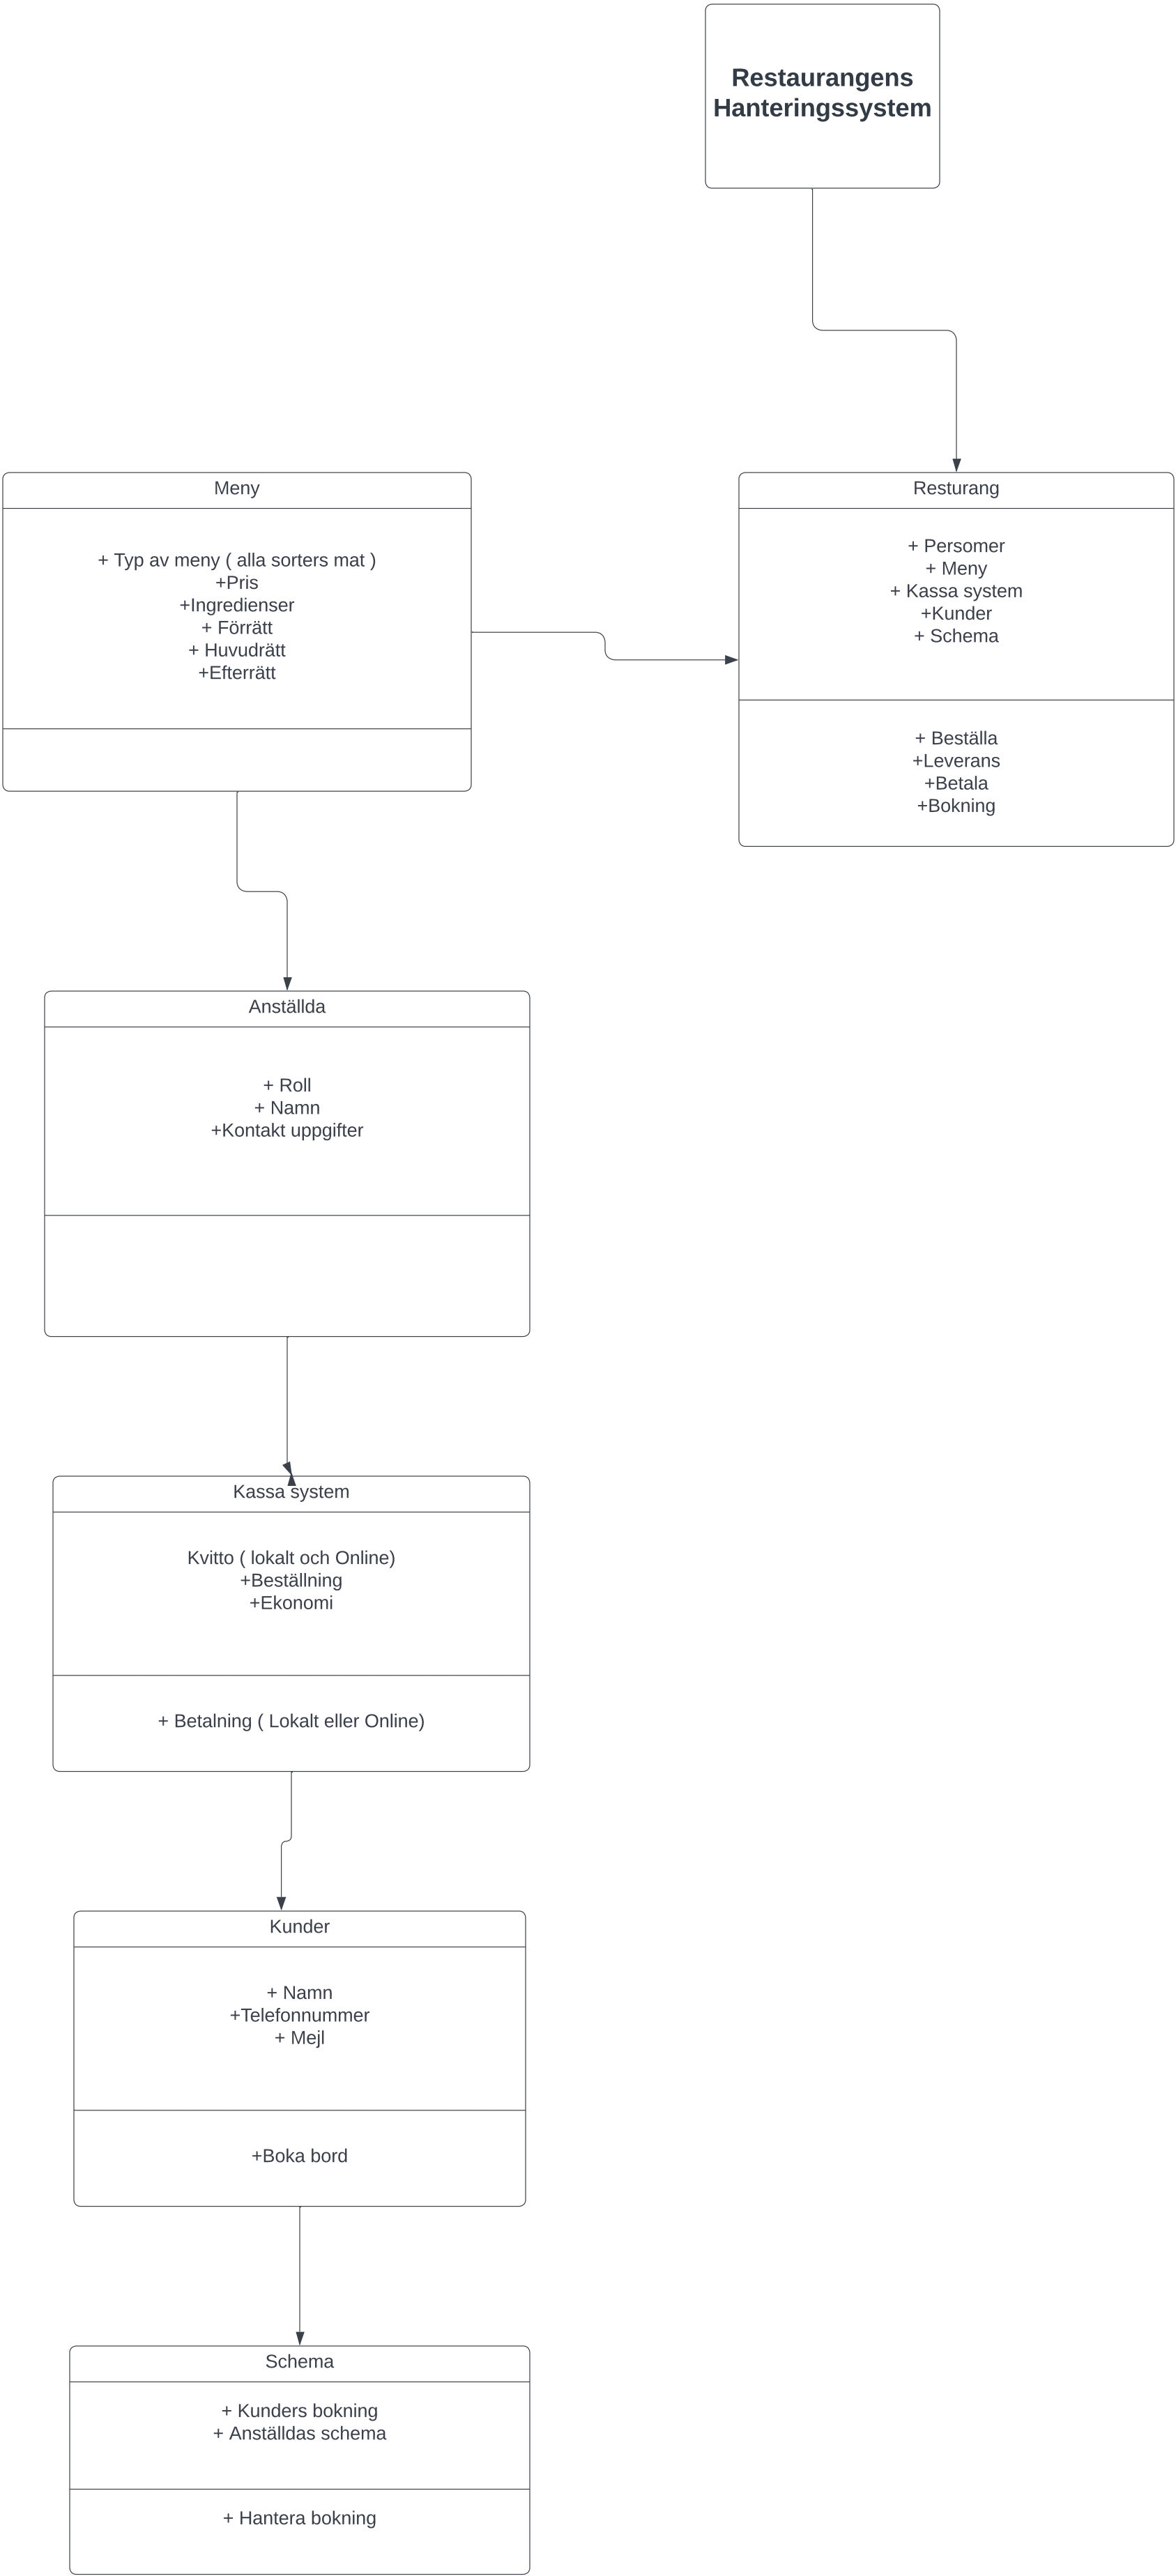 Restaurangens
Hanteringssystem
Meny
+ Typ av meny ( alla sorters mat )
+Pris
+Ingredienser
+ Förrätt
+ Huvudrätt
+Efterrätt
Resturang
+ Persomer
+ Meny
+ Kassa system
+Kunder
+ Schema
+ Beställa
+Leverans
+Betala
+Bokning
Anställda
+ Roll
+ Namn
+Kontakt uppgifter
Kassa system
Kvitto ( lokalt och Online)
+Beställning
+Ekonomi
+ Betalning ( Lokalt eller Online)
Kunder
+ Namn
+Telefonnummer
+ Mejl
+Boka bord
Schema
+ Kunders bokning
+ Anställdas schema
+ Hantera bokning